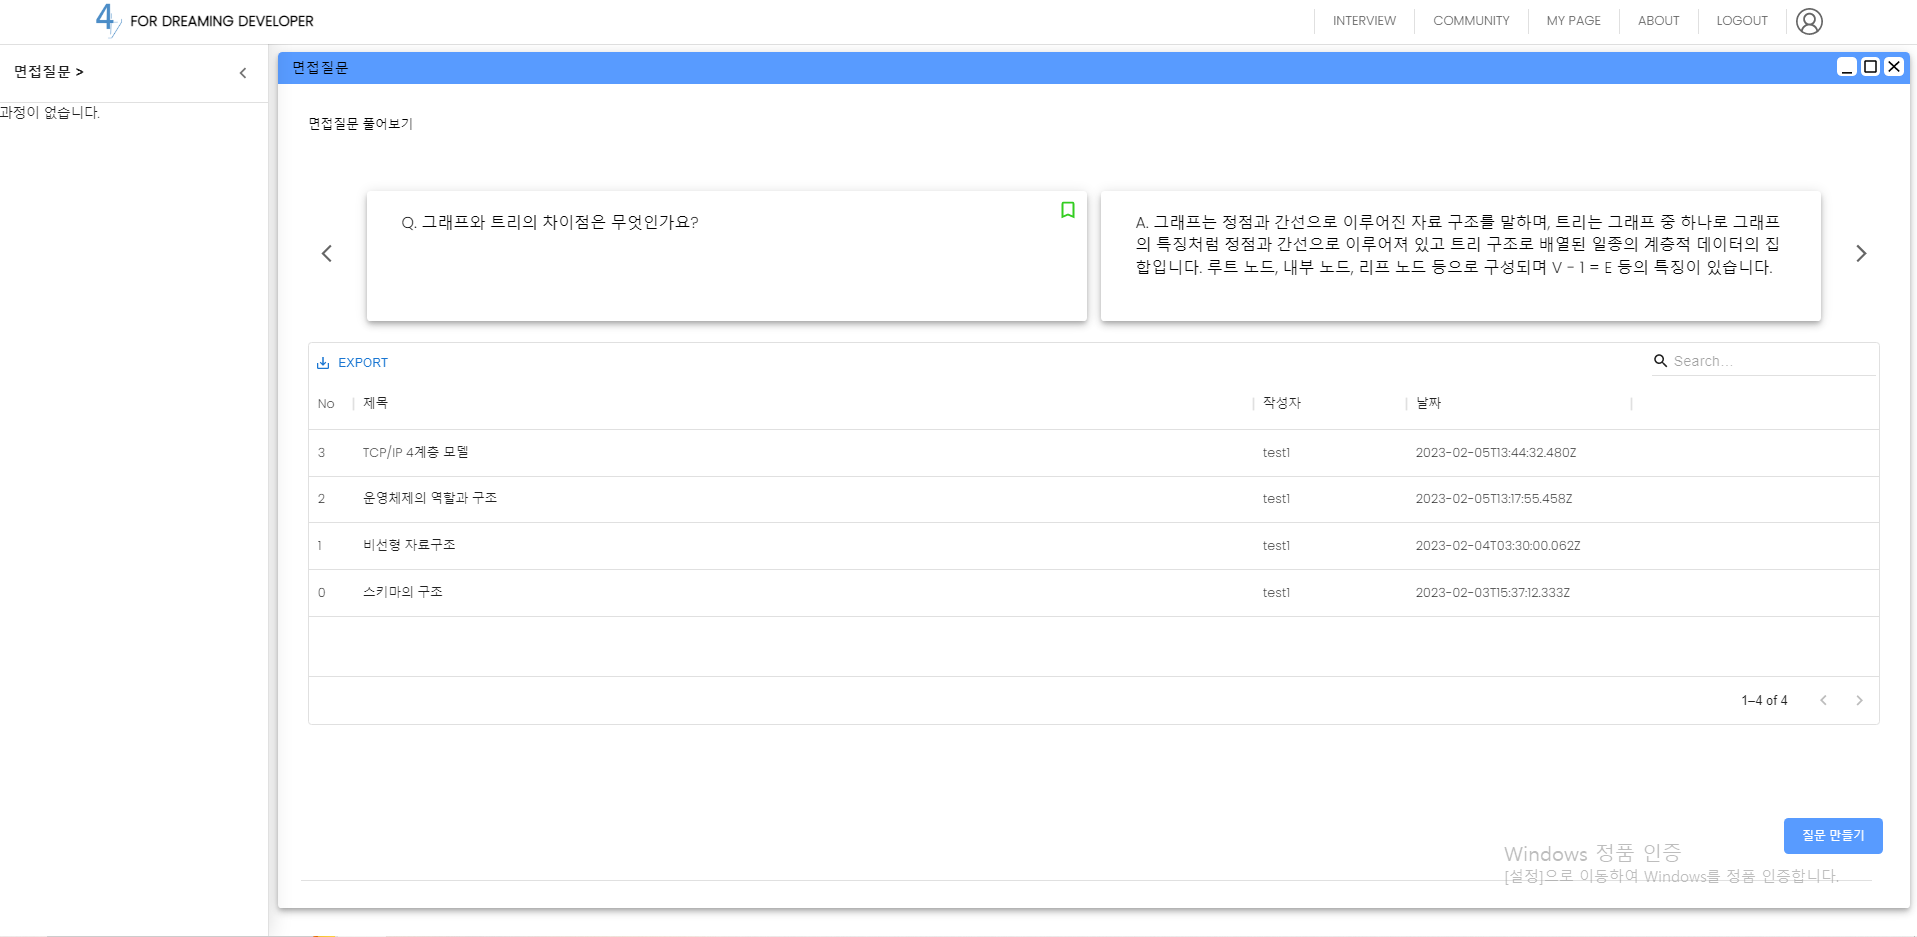 4 FOR DREAMING DEVELOPER
INTERVIEW COMMUNITY MY PAGE ABOUT LOGOUT
면접질문 >
과정이 없습니다.
면접질문
면접질문 풀어보기
Q. 그래프와 트리의 차이점은 무엇인가요?
A. 그래프는 정점과 간선으로 이루어진 자료 구조를 말하며, 트리는 그래프 중 하나로 그래프
의 특징처럼 정점과 간선으로 이루어져 있고 트리 구조로 배열된 일종의 계층적 데이터의 집
합입니다. 루트 노드, 내부 노드, 리프 노드 등으로 구성되며 V - 1 = E 등의 특징이 있습니다.
EXPORT
Search…
No 제목 작성자 날짜
3 TCP/IP 4계층 모델 test1 2023-02-05T13:44:32.480Z
2 운영체제의 역할과 구조 test1 2023-02-05T13:17:55.458Z
1 비선형 자료구조 test1 2023-02-04T03:30:00.062Z
0 스키마의 구조 test1 2023-02-03T15:37:12.333Z
1–4 of 4
질문 만들기
Windows 정품 인증
[설정]으로 이동하여 Windows를 정품 인증합니다.